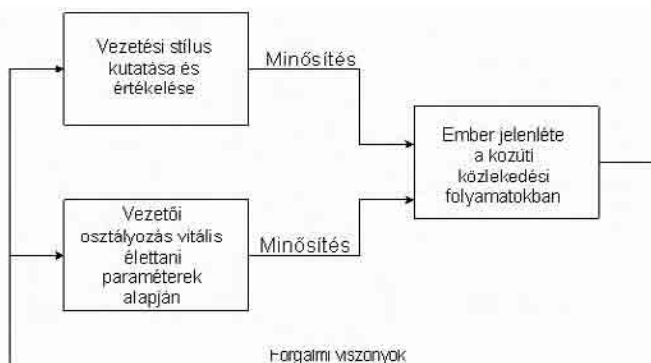 Vezetési stílus
kutatása és
értékelése
Minősítés
Ember jelenléte
a közúti
közlekedési
folyamatokban
Vezetői
osztályozás vitális
élettani
paraméterek
alapján
Minősítés
Forgalmi viszonyok